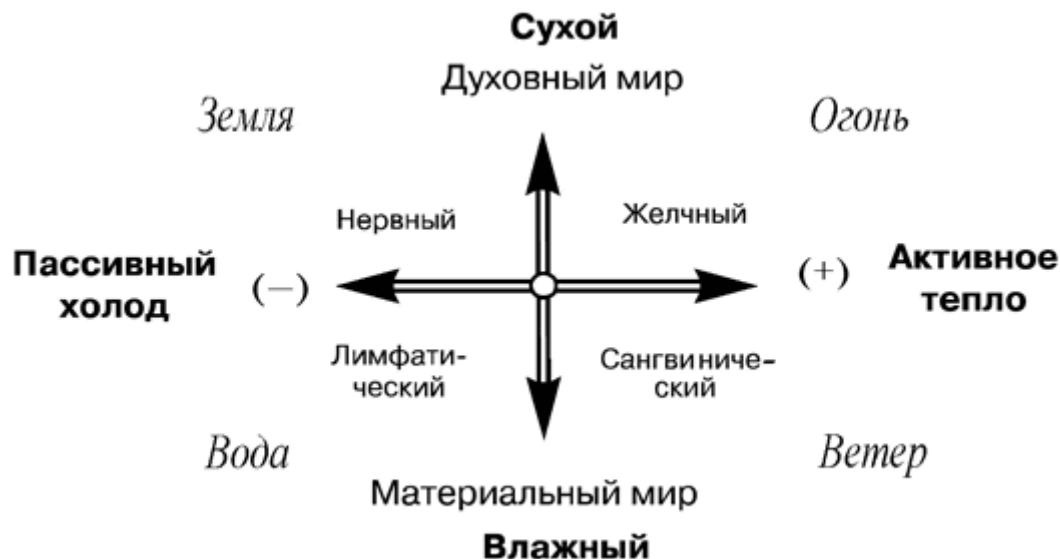 Сухой
Духовный мир
Земля
Огонь
Нервный
Желчный
Пассивный
холод
(–)
(+)
Активное
тепло
Лимфати-
ческий
Сангвиниче-
ский
Вода
Ветер
Материальный мир
Влажный